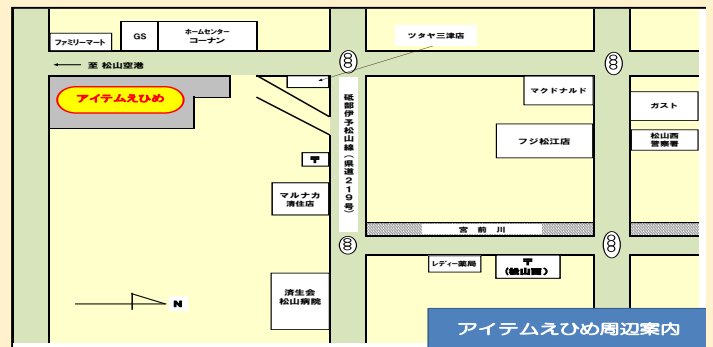 ファミリーマート
GS
ホームセンター
コーナン
ツタヤ三津店
至 松山空港
アイテムえひめ
マクドナルド
ガスト
フジ松江店
松山西
警察署
砥部伊予松山線（県道219号）
〒
マルナカ
清住店
宮前川
レディー薬局
〒
（松山西）
済生会
松山病院
N
アイテムえひめ周辺案内